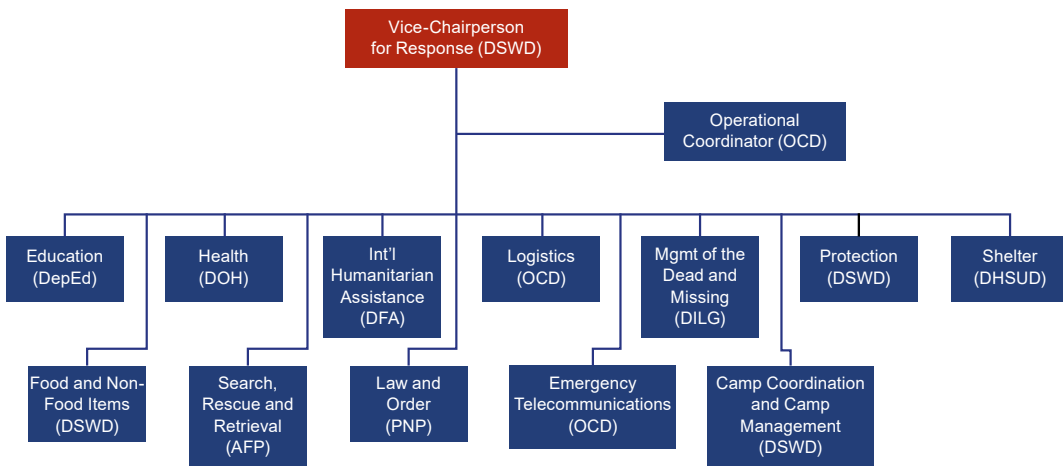 Vice-Chairperson
for Response (DSWD)
Operational
Coordinator (OCD)
Education
(DepEd)
Health
(DOH)
Int’l
Humanitarian
Assistance
(DFA)
Logistics
(OCD)
Mgmt of the
Dead and
Missing
(DILG)
Protection
(DSWD)
Shelter
(DHSUD)
Food and Non-
Food Items
(DSWD)
Search,
Rescue and
Retrieval
(AFP)
Law and
Order
(PNP)
Emergency
Telecommunications
(OCD)
Camp Coordination
and Camp
Management
(DSWD)